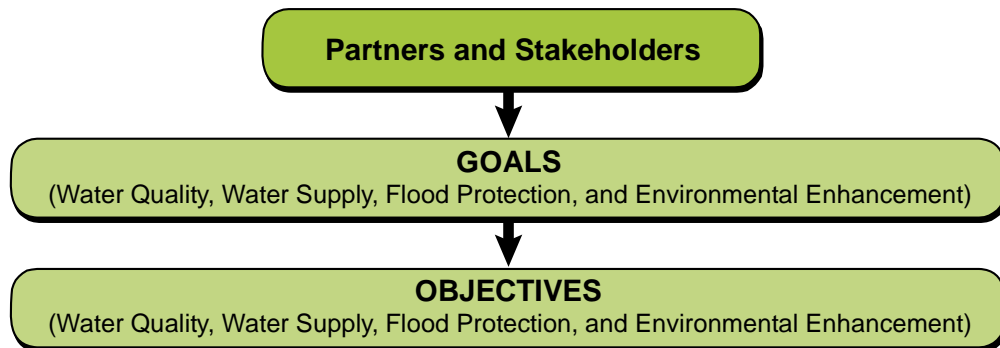 Partners and Stakeholders
GOALS
(Water Quality, Water Supply, Flood Protection, and Environmental Enhancement)
OBJECTIVES
(Water Quality, Water Supply, Flood Protection, and Environmental Enhancement)